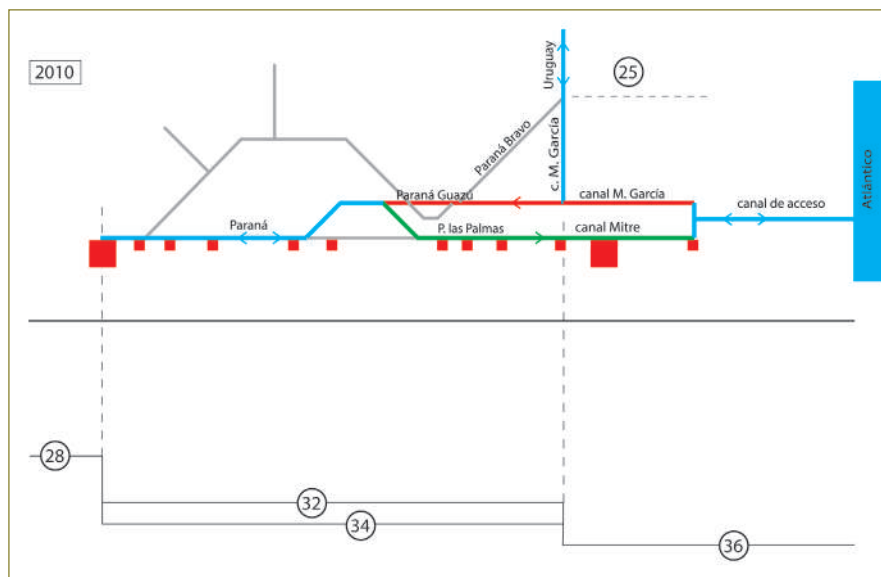 2010
Uruguay
25
Paraná Bravo
c. M. García
Atlántico
Paraná Guazú
canal M. García
canal de acceso
Paraná
P. las Palmas
canal Mitre
28
32
34
36